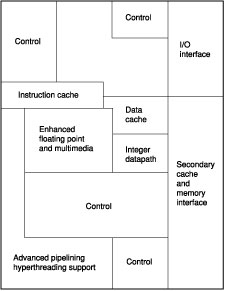 Control
Control
I/O
interface
Instruction cache
Data
cache
Enhanced
floating point
and multimedia
Integer
datapath
Secondary
cache
and
memory
interface
Control
Advanced pipelining
hyperthreading support
Control